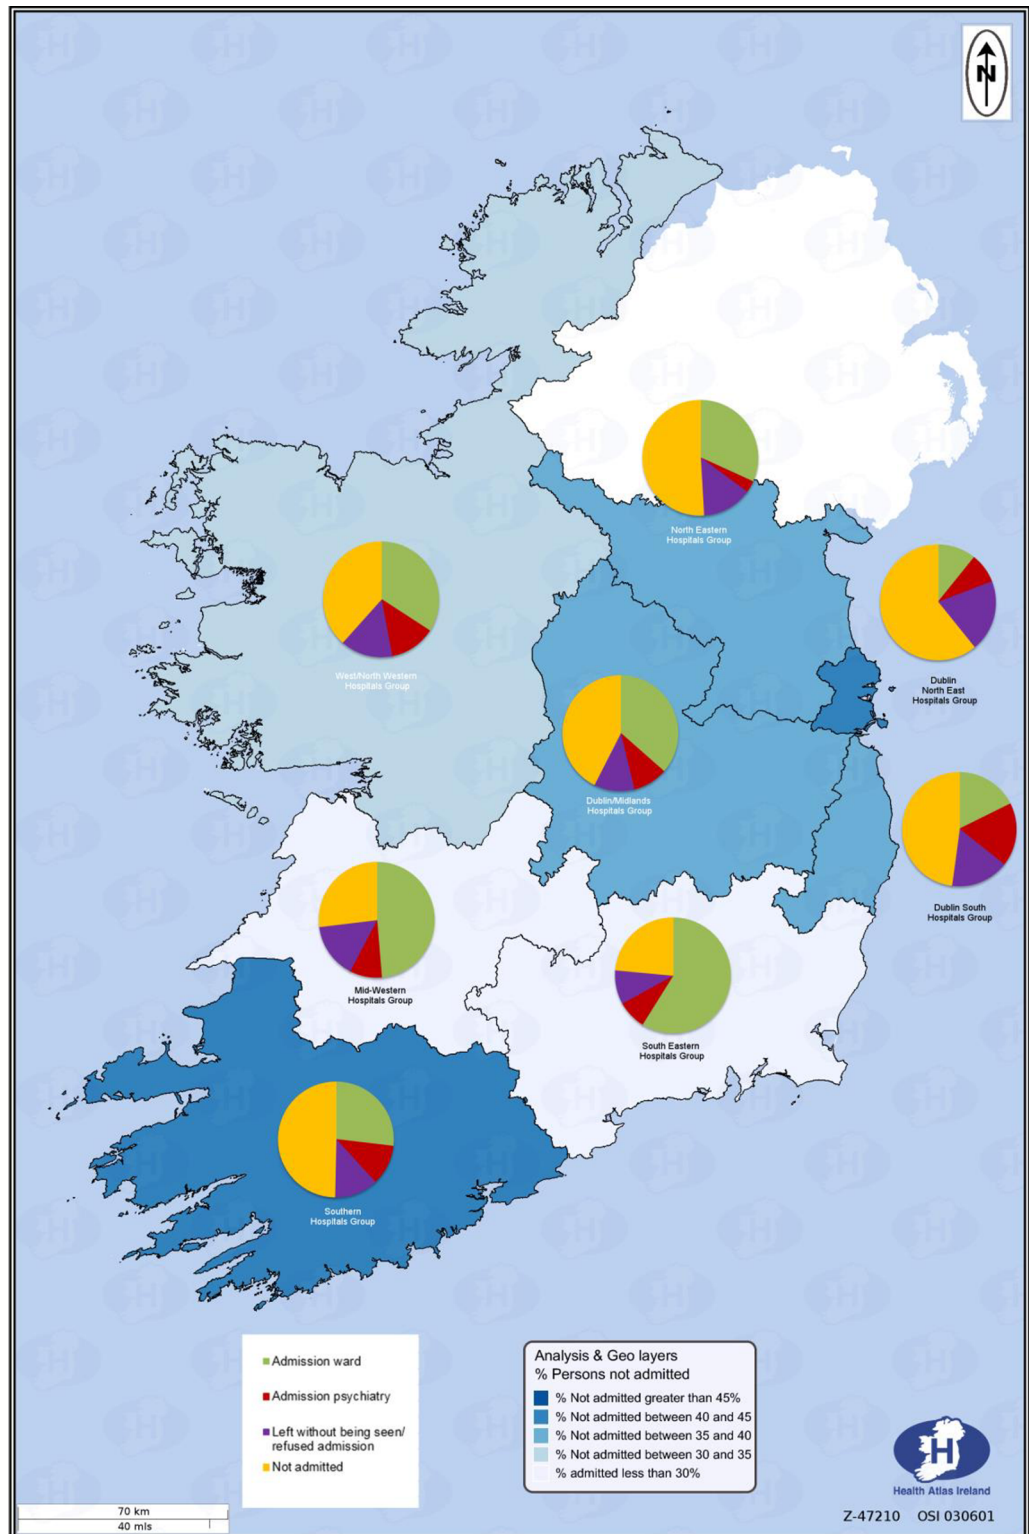 N
North Eastern
Hospitals Group
West/North Western
Hospitals Group
Dublin
North East
Hospitals Group
Dublin/Midlands
Hospitals Group
Dublin South
Hospitals Group
Mid-Western
Hospitals Group
South Eastern
Hospitals Group
Southern
Hospitals Group
Admission ward
Admission psychiatry
Left without being seen/
refused admission
Not admitted
Analysis & Geo layers
% Persons not admitted
% Not admitted greater than 45%
% Not admitted between 40 and 45
% Not admitted between 35 and 40
% Not admitted between 30 and 35
% admitted less than 30%
H
Health Atlas Ireland
70 km
40 mls
Z-47210 OSI 030601